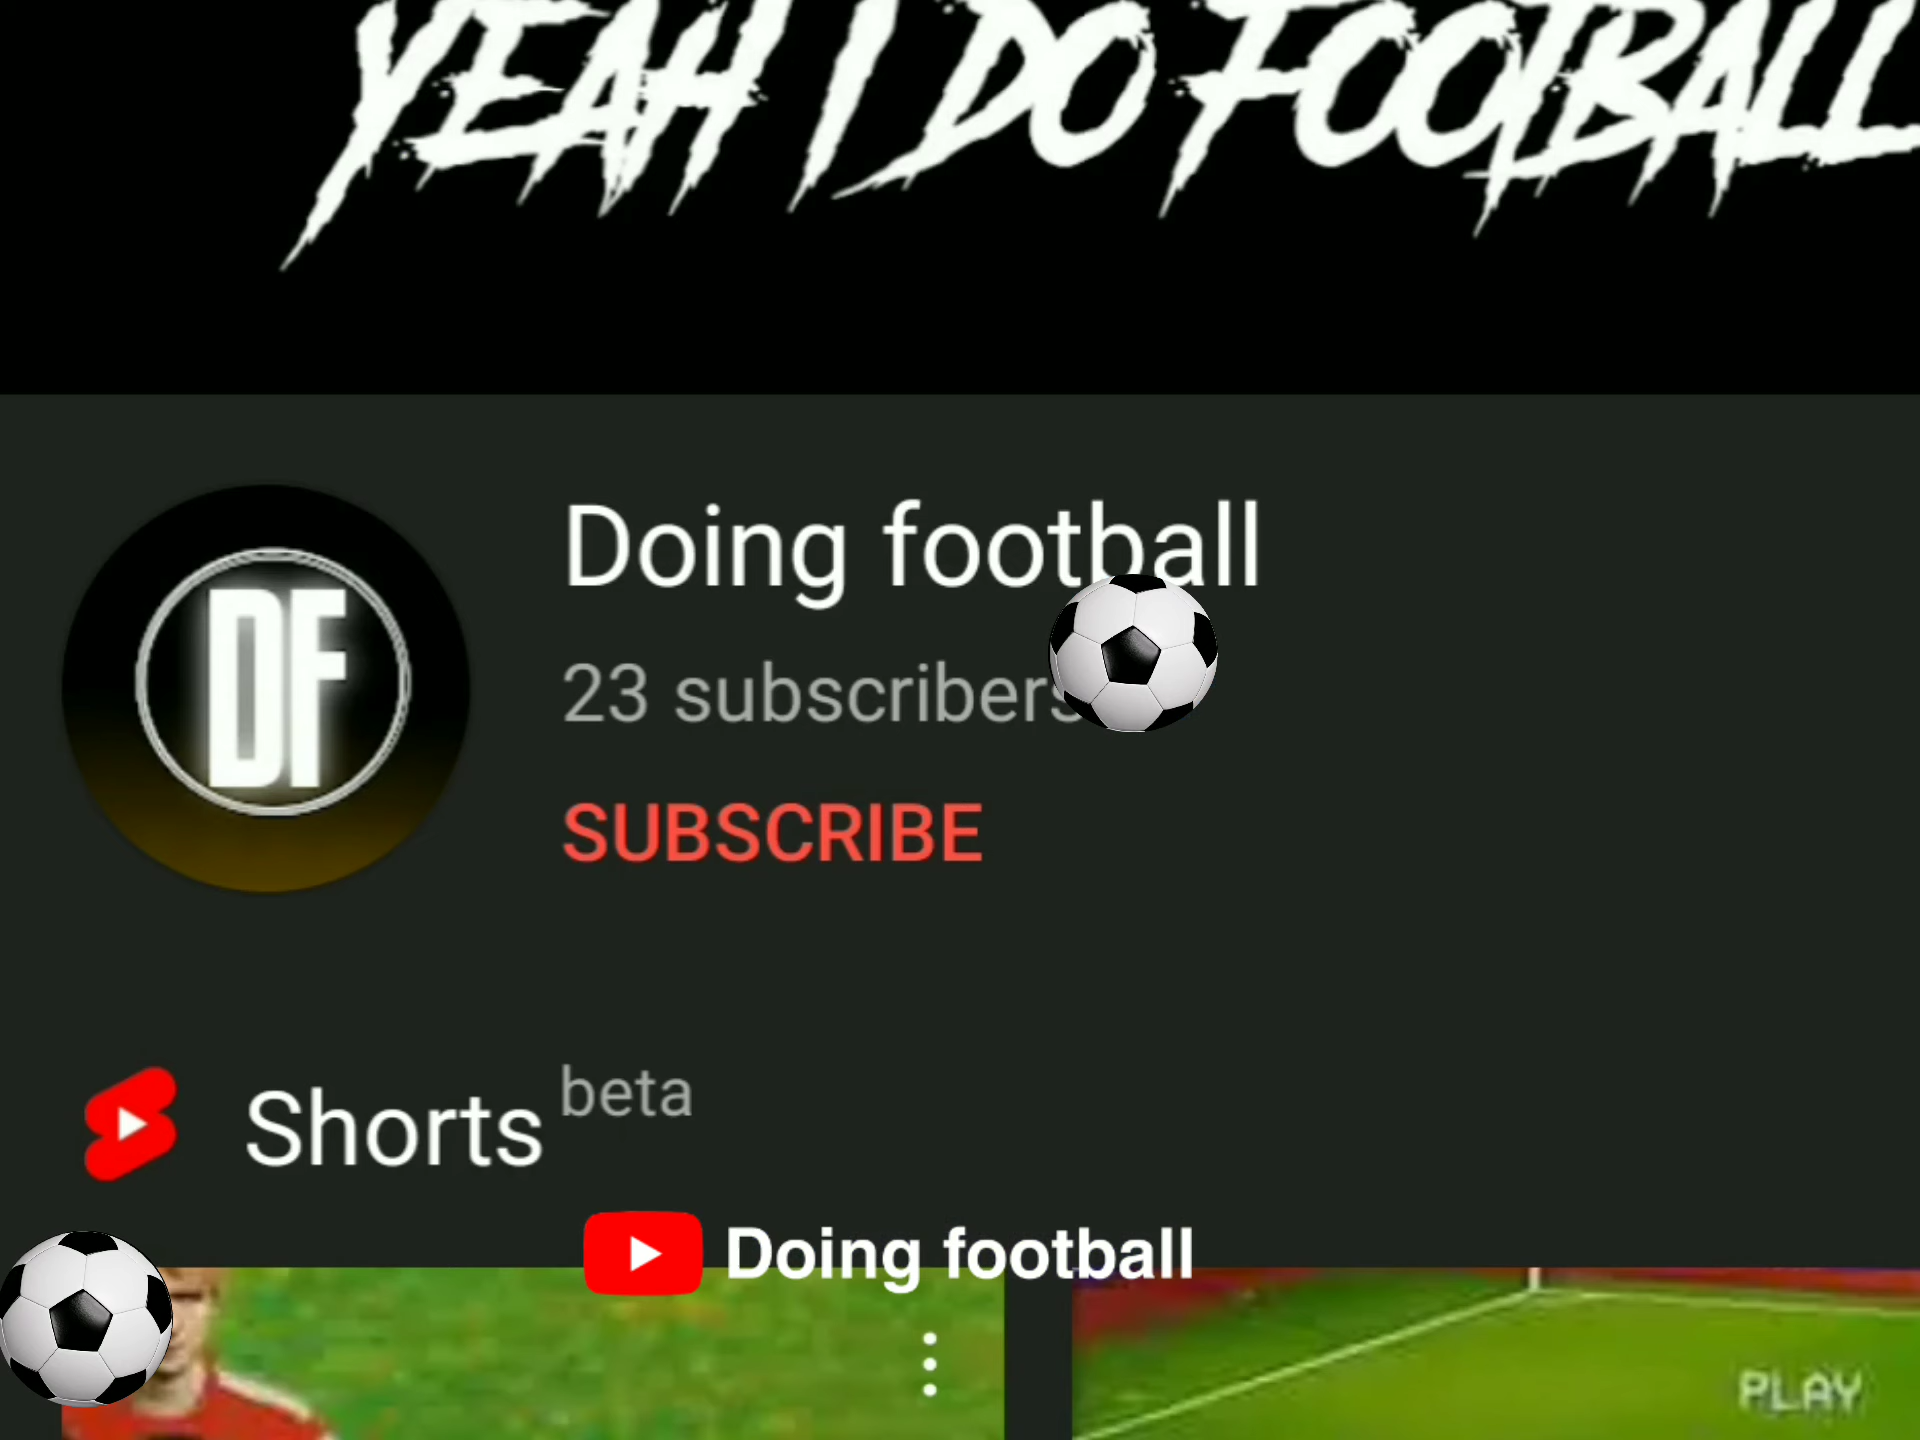 YEAH I DO FOOTBALL
DF
Doing football
23 subscribers
SUBSCRIBE
Shorts beta
Doing football
PLAY